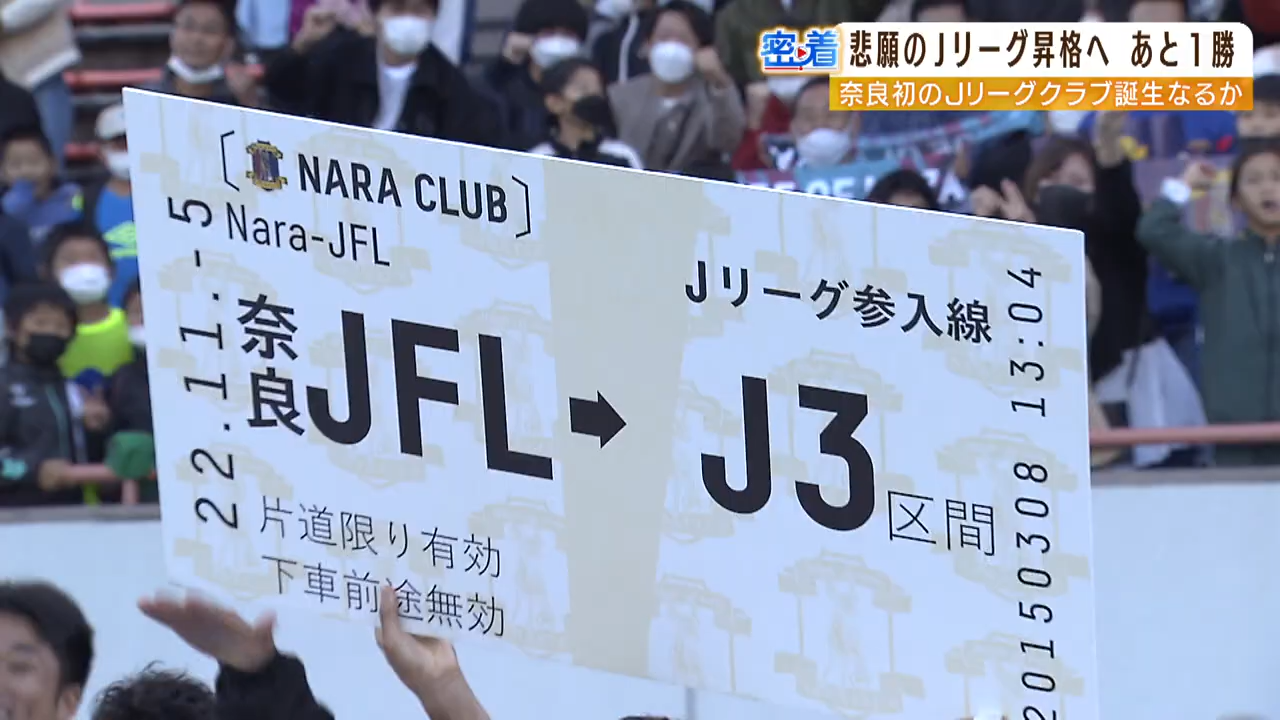 密着
悲願のJリーグ昇格へ あと1勝
奈良初のJリーグクラブ誕生なるか
[NARA CLUB]
Nara-JFL
Jリーグ参入線
奈良JFL➡J3区間
片道限り有効
下車前途無効
22.11.-5
20150308 13:04